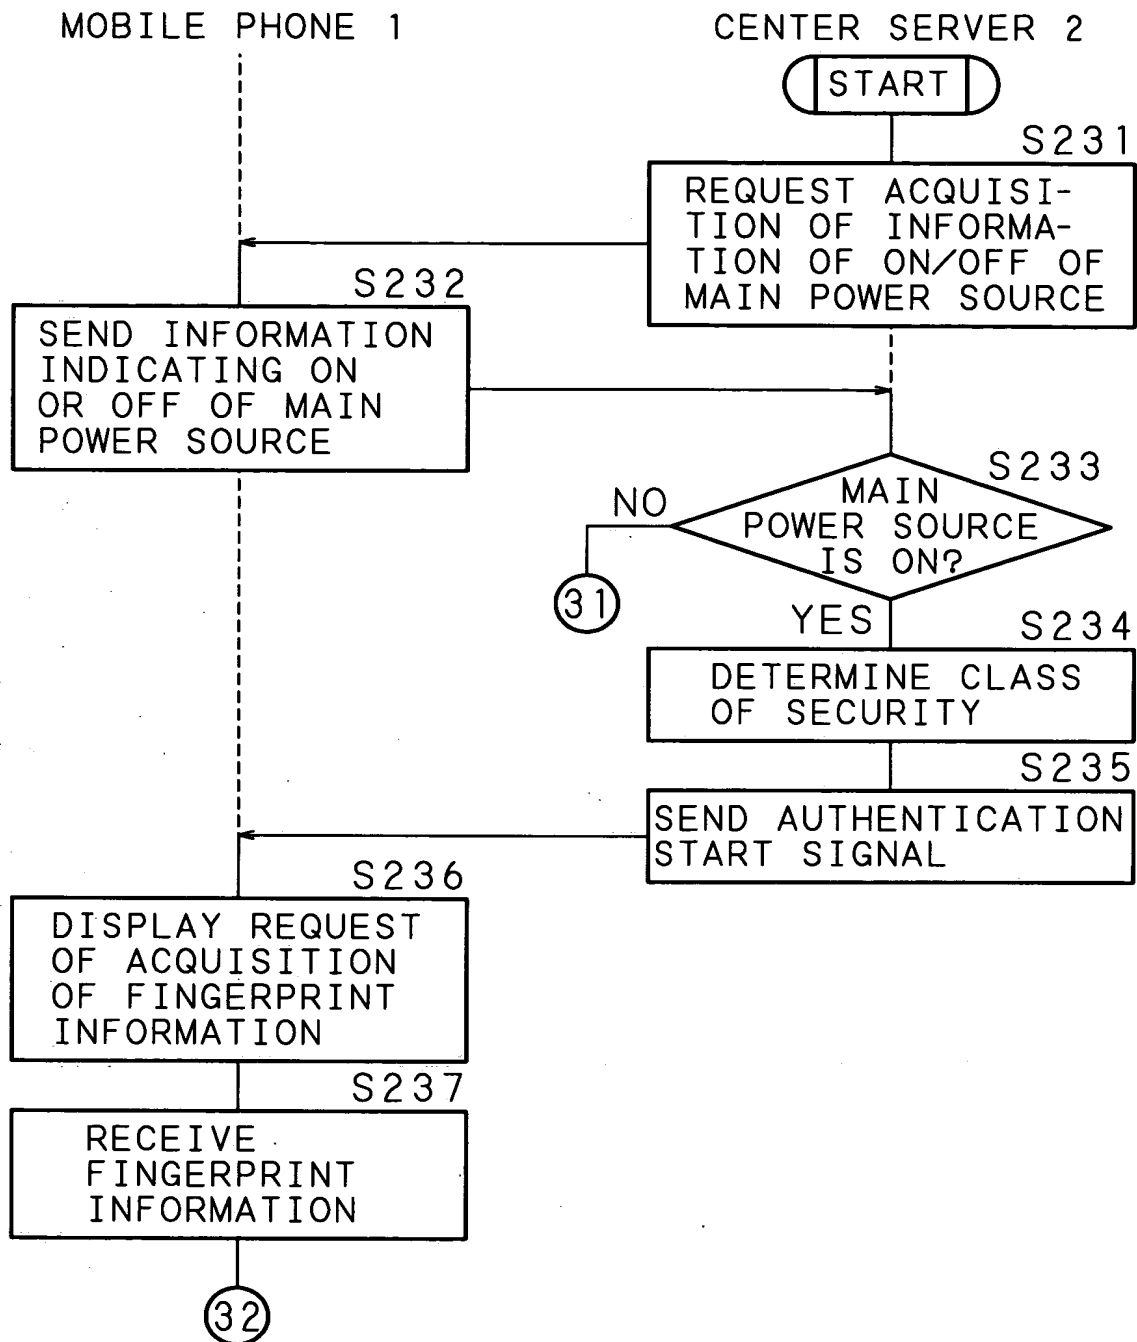 MOBILE PHONE 1
CENTER SERVER 2
START
S231
REQUEST ACQUISI-
TION OF INFORMA-
TION OF ON/OFF OF
MAIN POWER SOURCE
S232
SEND INFORMATION
INDICATING ON
OR OFF OF MAIN
POWER SOURCE
S233
MAIN
POWER SOURCE
IS ON?
NO
31
YES
S234
DETERMINE CLASS
OF SECURITY
S235
SEND AUTHENTICATION
START SIGNAL
S236
DISPLAY REQUEST
OF ACQUISITION
OF FINGERPRINT
INFORMATION
S237
RECEIVE
FINGERPRINT
INFORMATION
32